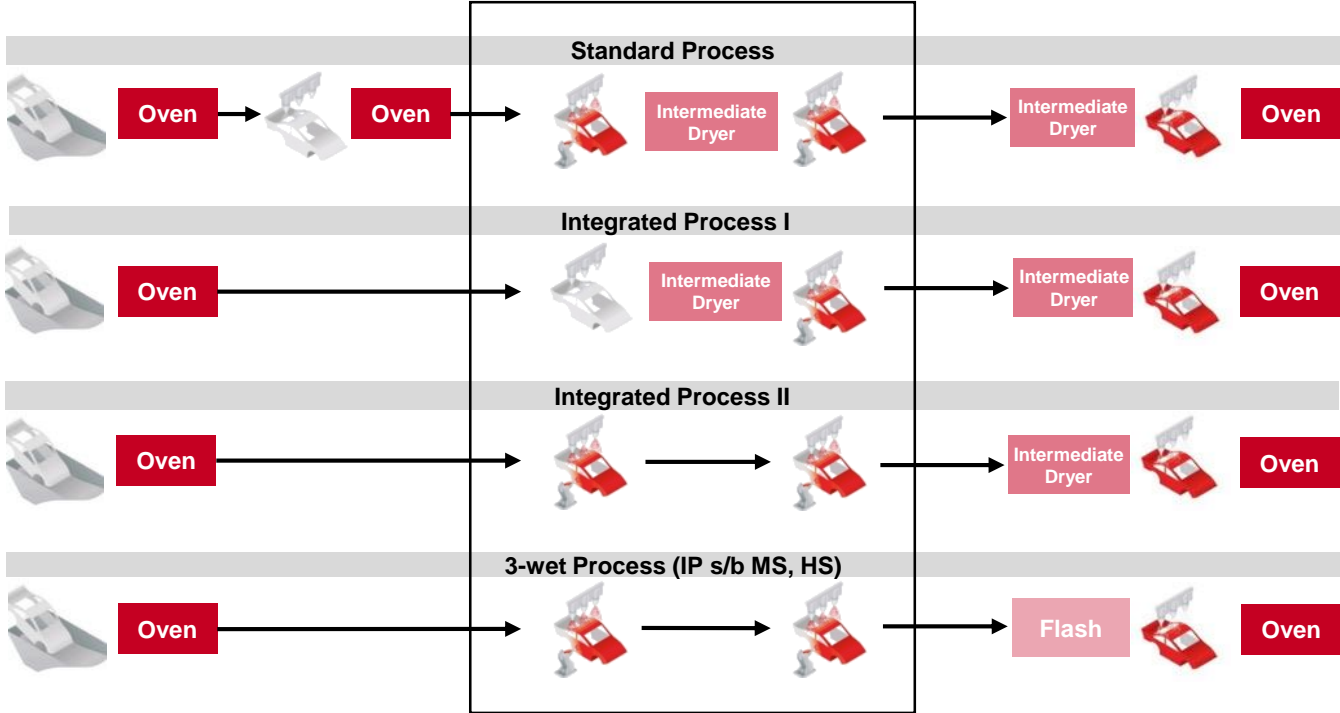 Standard Process
Oven
Oven
Intermediate
Dryer
Intermediate
Dryer
Oven
Integrated Process I
Oven
Intermediate
Dryer
Intermediate
Dryer
Oven
Integrated Process II
Oven
Intermediate
Dryer
Oven
3-wet Process (IP s/b MS, HS)
Oven
Flash
Oven